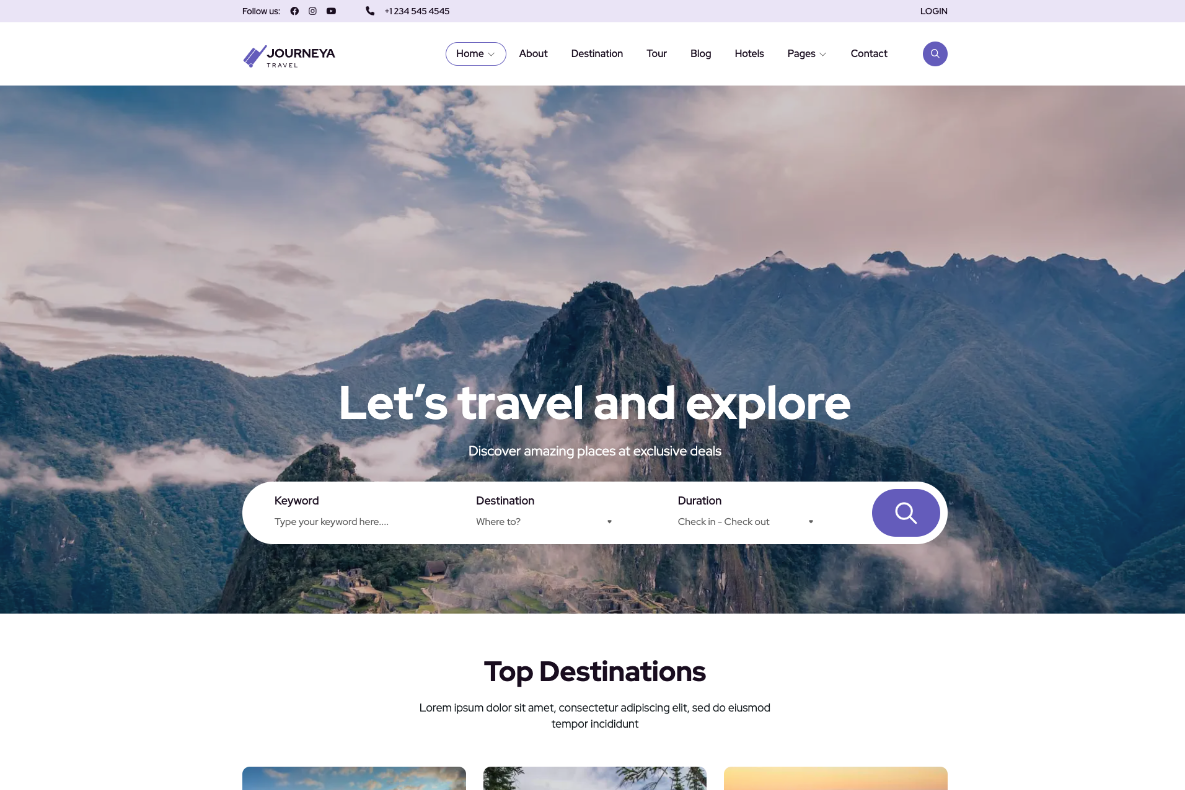 Follow us:
+1 234 545 4545
LOGIN
JOURNEYA
TRAVEL
Home
About
Destination
Tour
Blog
Hotels
Pages
Contact
Let's travel and explore
Discover amazing places at exclusive deals
Keyword
Type your keyword here....
Destination
Where to?
Duration
Check in - Check out
Top Destinations
Lorem ipsum dolor sit amet, consectetur adipiscing elit, sed do eiusmod
tempor incididunt